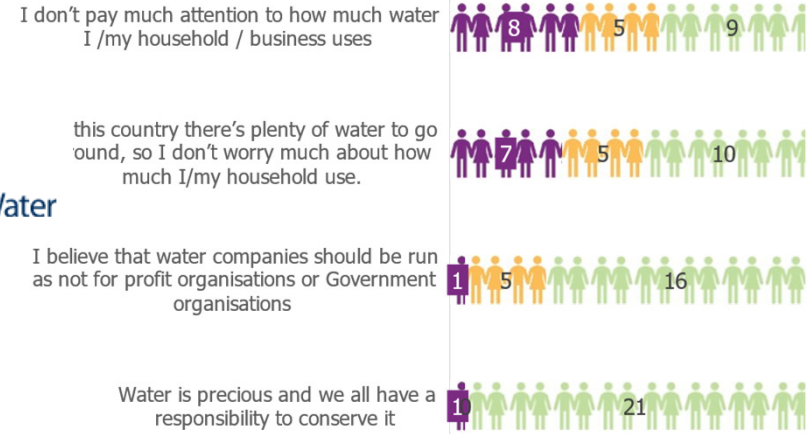 I don't pay much attention to how much water
I /my household / business uses
8 5 9
this country there's plenty of water to go
round, so I don't worry much about how
much I/my household use.
7 5 10
Water
I believe that water companies should be run
as not for profit organisations or Government
organisations
1 5 16
Water is precious and we all have a
responsibility to conserve it
1 0 21